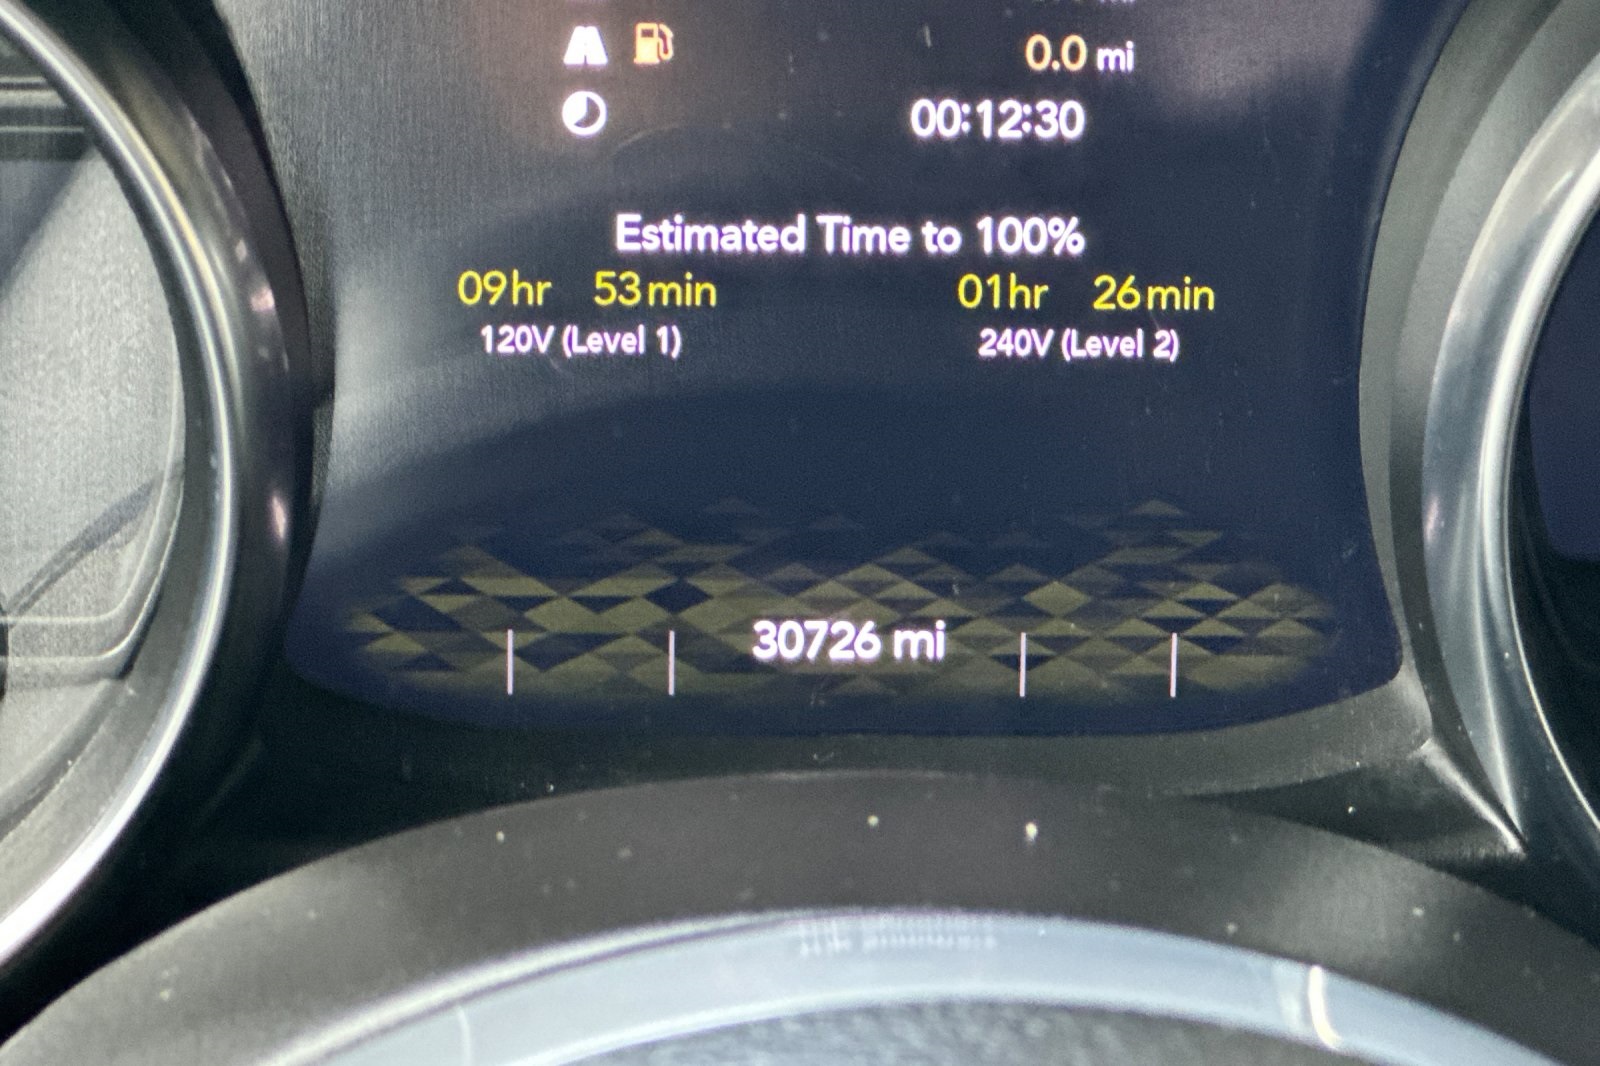 0.0 mi
00:12:30
Estimated Time to 100%
09hr 53min 01hr 26min
120V (Level 1) 240V (Level 2)
30726 mi